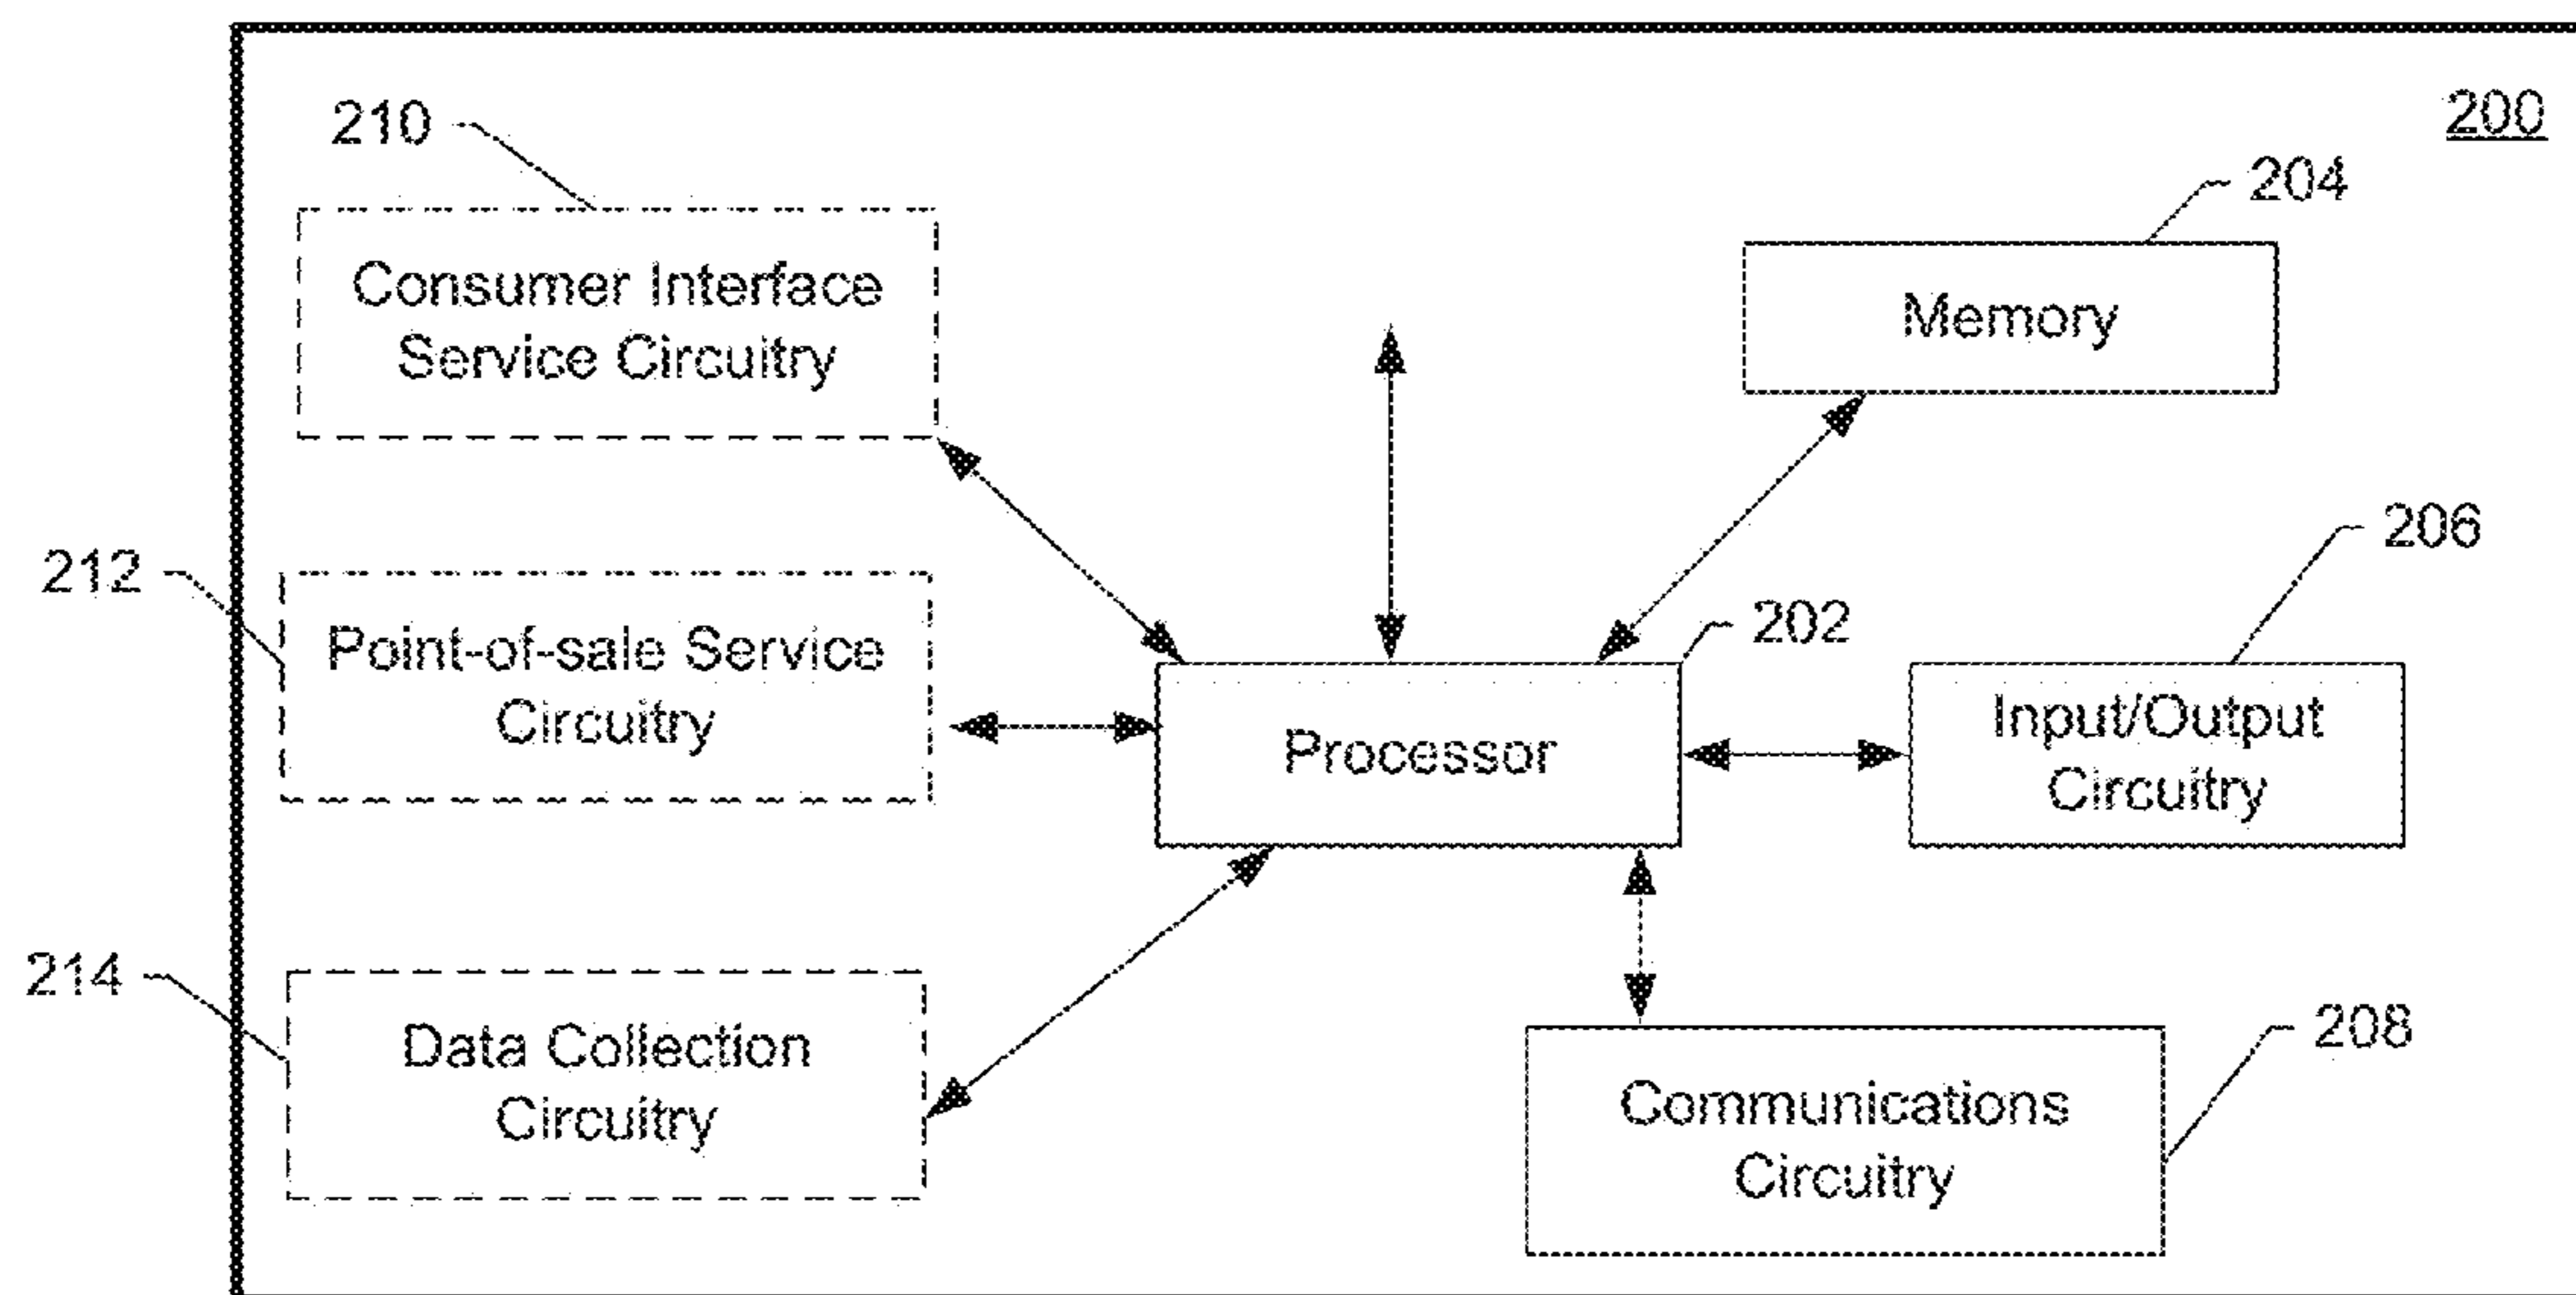 200
210
204
Consumer Interface
Service Circuitry
Memory
206
212
202
Point-of-sale Service
Circuitry
Processor
Input/Output
Circuitry
214
208
Data Collection
Circuitry
Communications
Circuitry